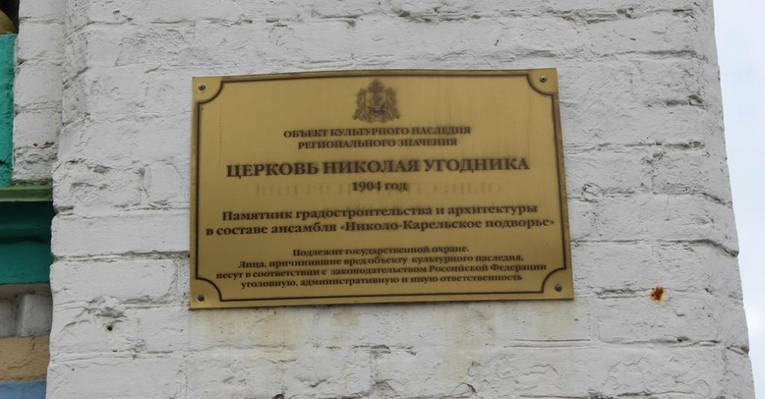 ОБЪЕКТ КУЛЬТУРНОГО НАСЛЕДИЯ
РЕГИОНАЛЬНОГО ЗНАЧЕНИЯ
ЦЕРКОВЬ НИКОЛАЯ УГОДНИКА
1904 год
Памятник градостроительства и архитектуры
в составе ансамбля «Николо-Карельское подворье»
Подлежит государственной охране.
Лица, причинившие вред объекту культурного наследия,
несут в соответствии с законодательством Российской Федерации
уголовную, административную и иную ответственность